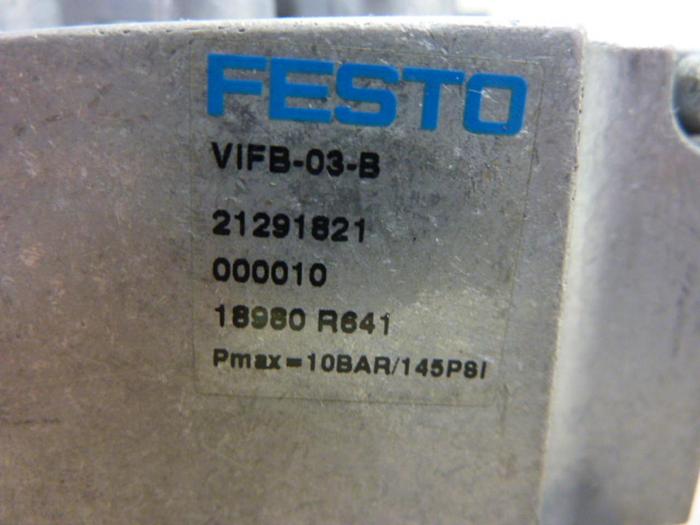 FESTO
VIFB-03-B
21291821
000010
18980 R641
Pmax=10BAR/145PSI